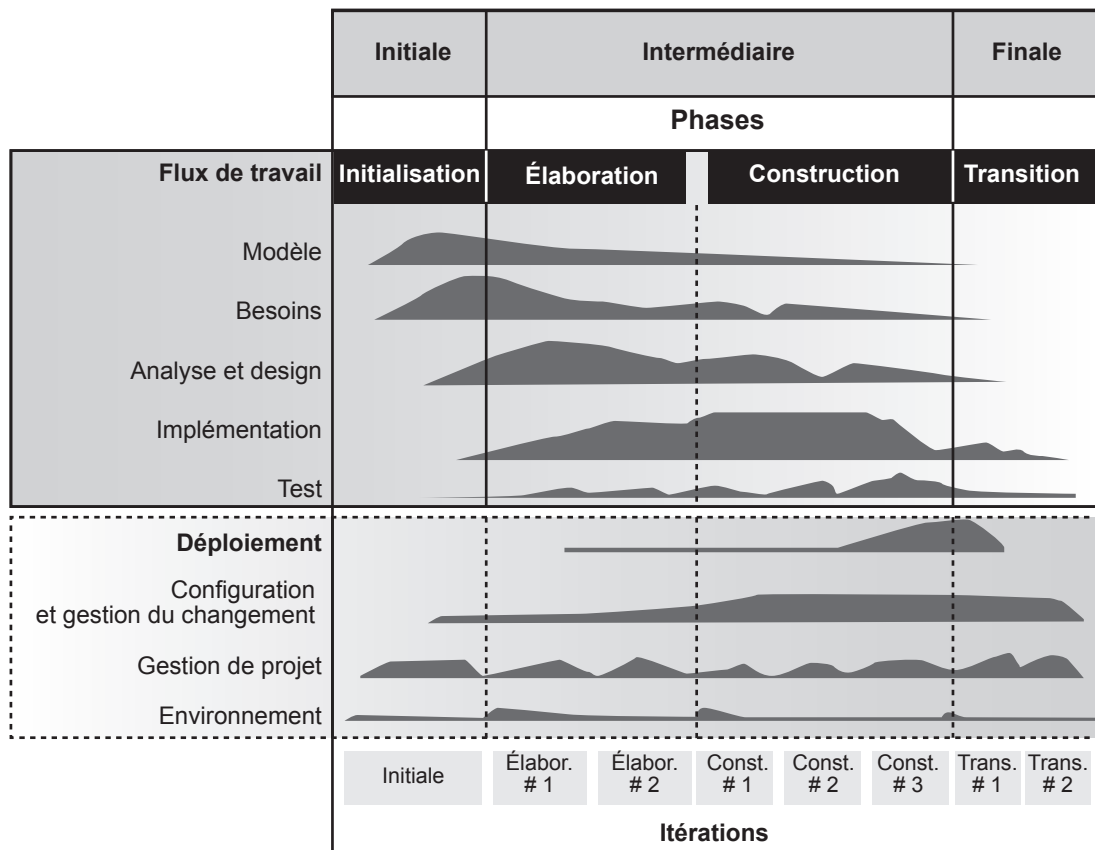 Initiale Intermédiaire Finale
Phases
Flux de travail Initialisation Élaboration Construction Transition
Modèle
Besoins
Analyse et design
Implémentation
Test
Déploiement
Configuration
et gestion du changement
Gestion de projet
Environnement
Initiale Élabor. Élabor. Const. Const. Const. Trans. Trans.
# 1 # 2 # 1 # 2 # 3 # 1 # 2
Itérations